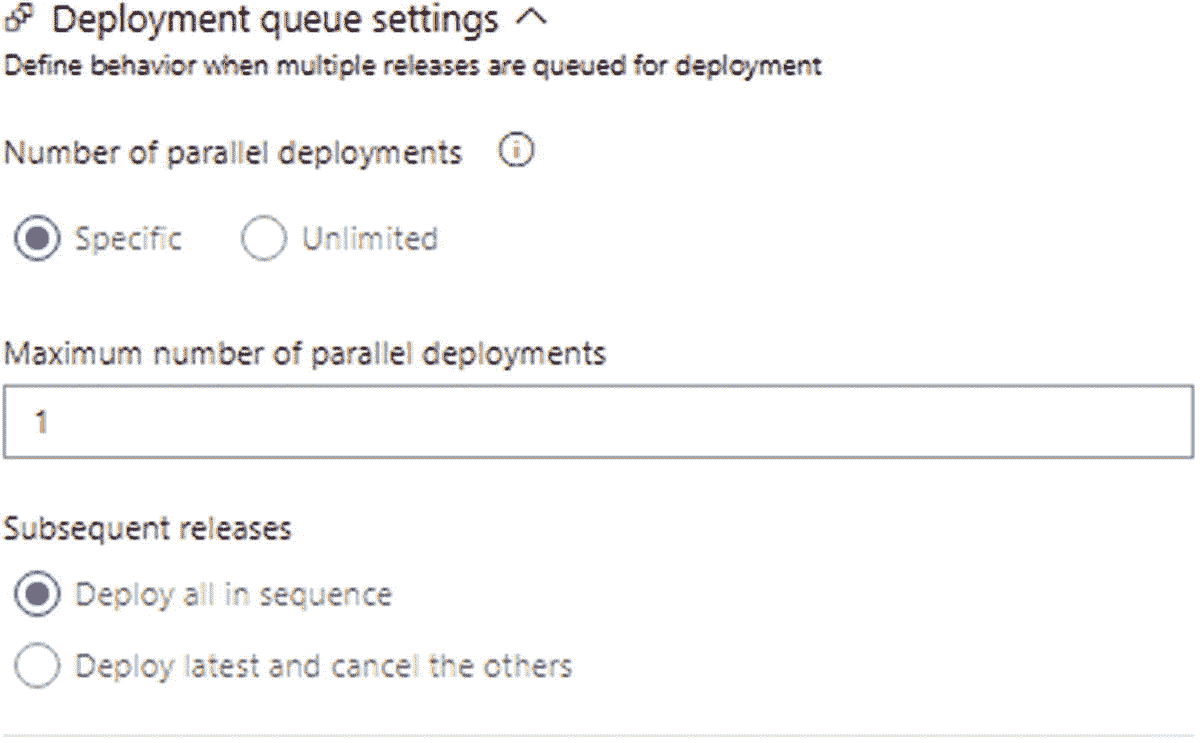 Deployment queue settings
Define behavior when multiple releases are queued for deployment
Number of parallel deployments
Specific Unlimited
Maximum number of parallel deployments
1
Subsequent releases
Deploy all in sequence
Deploy latest and cancel the others